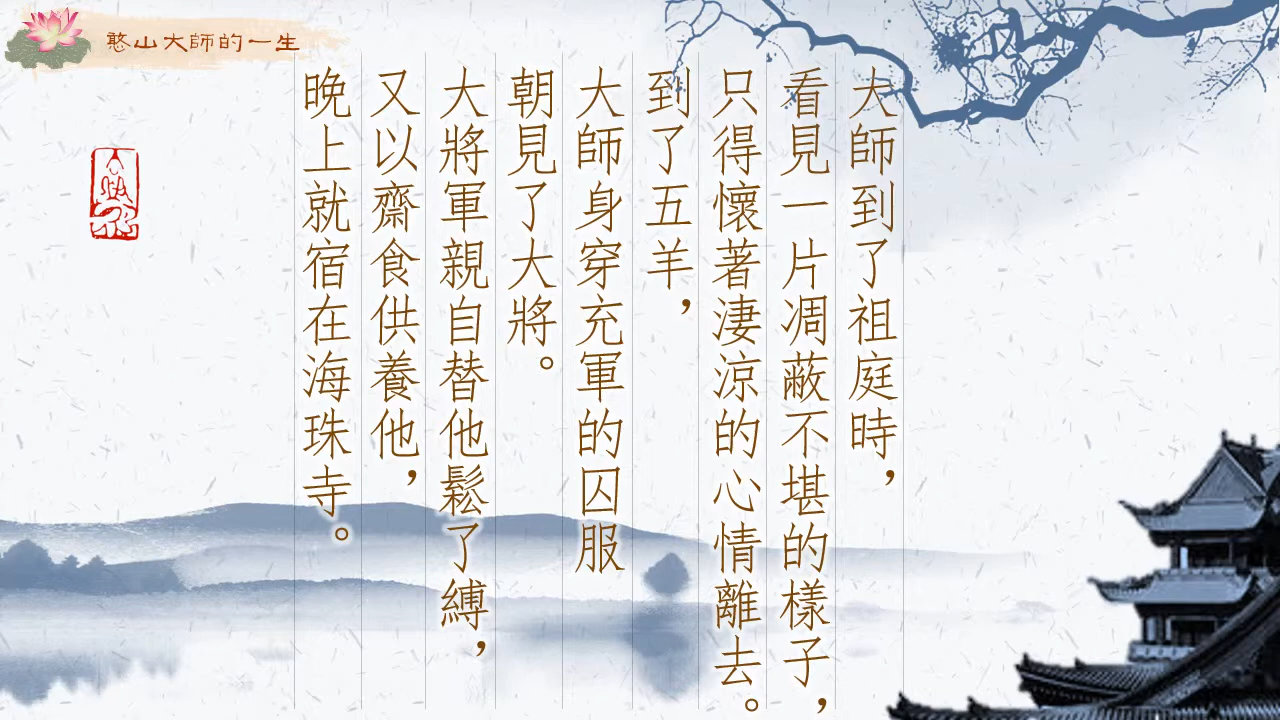 憨山大師的一生
大師到了祖庭時，
看見一片凋蔽不堪的樣子，
只得懷著淒涼的心情離去。
到了五羊，
大師身穿充軍的囚服
朝見了大將。
大將軍親自替他鬆了縛，
又以齋食供養他，
晚上就宿在海珠寺。